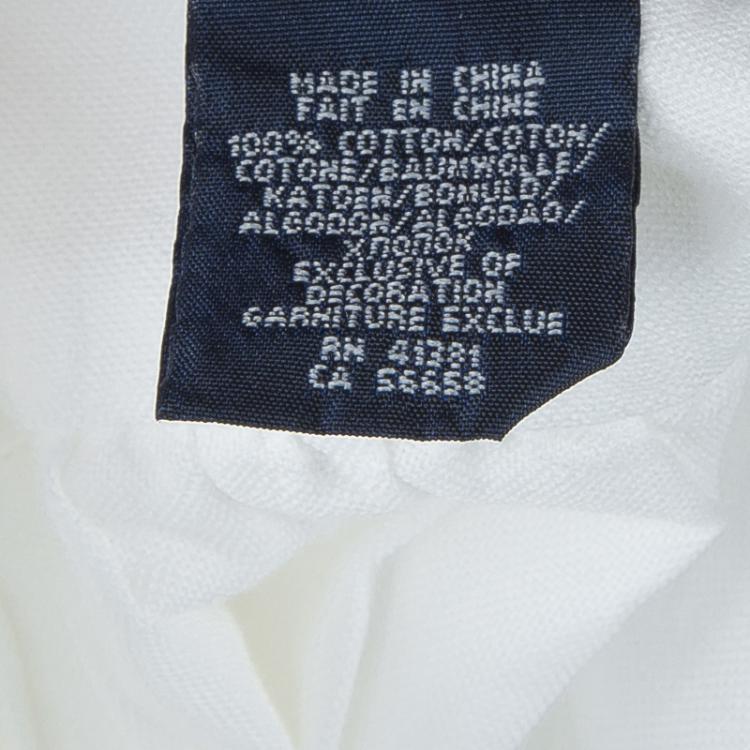 MADE IN CHINA
FAIT EN CHINE
100% COTTON/COTON/
COTONE/BAUMWOLLE/
KATOEN/BOMULD/
ALGODON/ALGODAO/
ХЛОПОК
EXCLUSIVE OF
DECORATION
GARNITURE EXCLUE
RN 41381
CA 56668